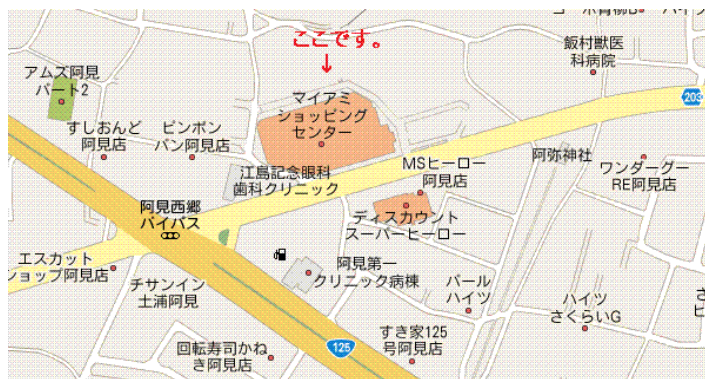 ここです。
↓
飯村獣医
科病院
アムズ阿見
パート2
マイアミ
ショッピング
センター
203
すしおんど
阿見店
ピンポン
パン阿見店
江島記念眼科
歯科クリニック
MSヒーロー
阿見店
阿弥神社
ワンダーグー
RE阿見店
阿見西郷
バイパス
ディスカウント
スーパーヒーロー
エスカット
ショップ阿見店
チサンイン
土浦阿見
阿見第一
クリニック病棟
パール
ハイツ
ハイツ
さくらいG
125
すき家125
号阿見店
回転寿司かね
き阿見店